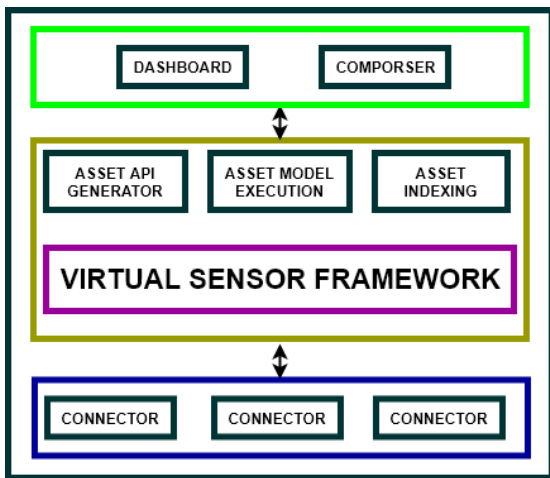 DASHBOARD
COMPORSER
ASSET API
GENERATOR
ASSET MODEL
EXECUTION
ASSET
INDEXING
VIRTUAL SENSOR FRAMEWORK
CONNECTOR
CONNECTOR
CONNECTOR